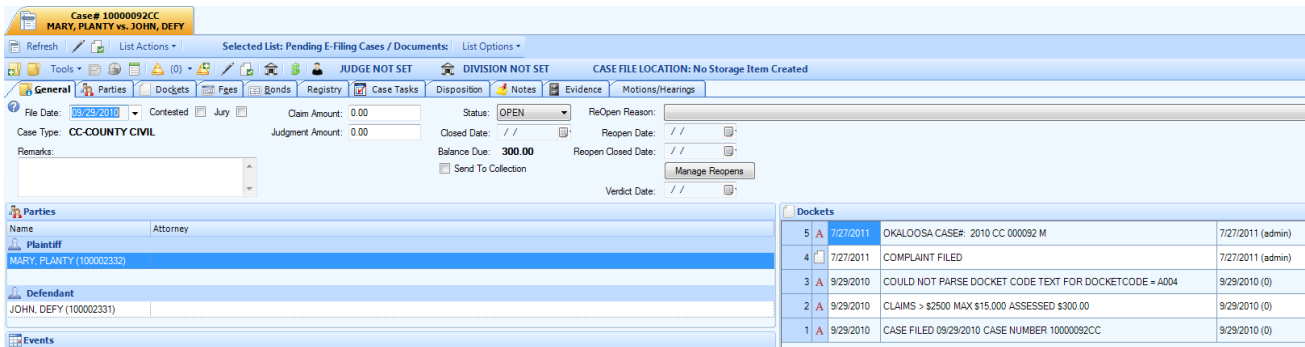 Case# 10000092CC
MARY, PLANTY vs. JOHN, DEFY
Refresh List Actions Selected List: Pending E-Filing Cases / Documents: List Options
Tools (0) JUDGE NOT SET DIVISION NOT SET CASE FILE LOCATION: No Storage Item Created
General Parties Dockets Fees Bonds Registry Case Tasks Disposition Notes Evidence Motions/Hearings
File Date: 09/29/2010 Contested Jury Claim Amount: 0.00 Status: OPEN ReOpen Reason:
Case Type: CC-COUNTY CIVIL Judgment Amount: 0.00 Closed Date: / / Reopen Date: / /
Remarks: Balance Due: 300.00 Reopen Closed Date: / /
Send To Collection Manage Reopens
Verdict Date: / /
Parties
Name Attorney
Plaintiff
MARY, PLANTY (100002332)
Defendant
JOHN, DEFY (100002331)
Events
Dockets
5 A 7/27/2011 OKALOOSA CASE#: 2010 CC 000092 M 7/27/2011 (admin)
4 7/27/2011 COMPLAINT FILED 7/27/2011 (admin)
3 A 9/29/2010 COULD NOT PARSE DOCKET CODE TEXT FOR DOCKETCODE = A004 9/29/2010 (0)
2 A 9/29/2010 CLAIMS > $2500 MAX $15,000 ASSESSED $300.00 9/29/2010 (0)
1 A 9/29/2010 CASE FILED 09/29/2010 CASE NUMBER 10000092CC 9/29/2010 (0)